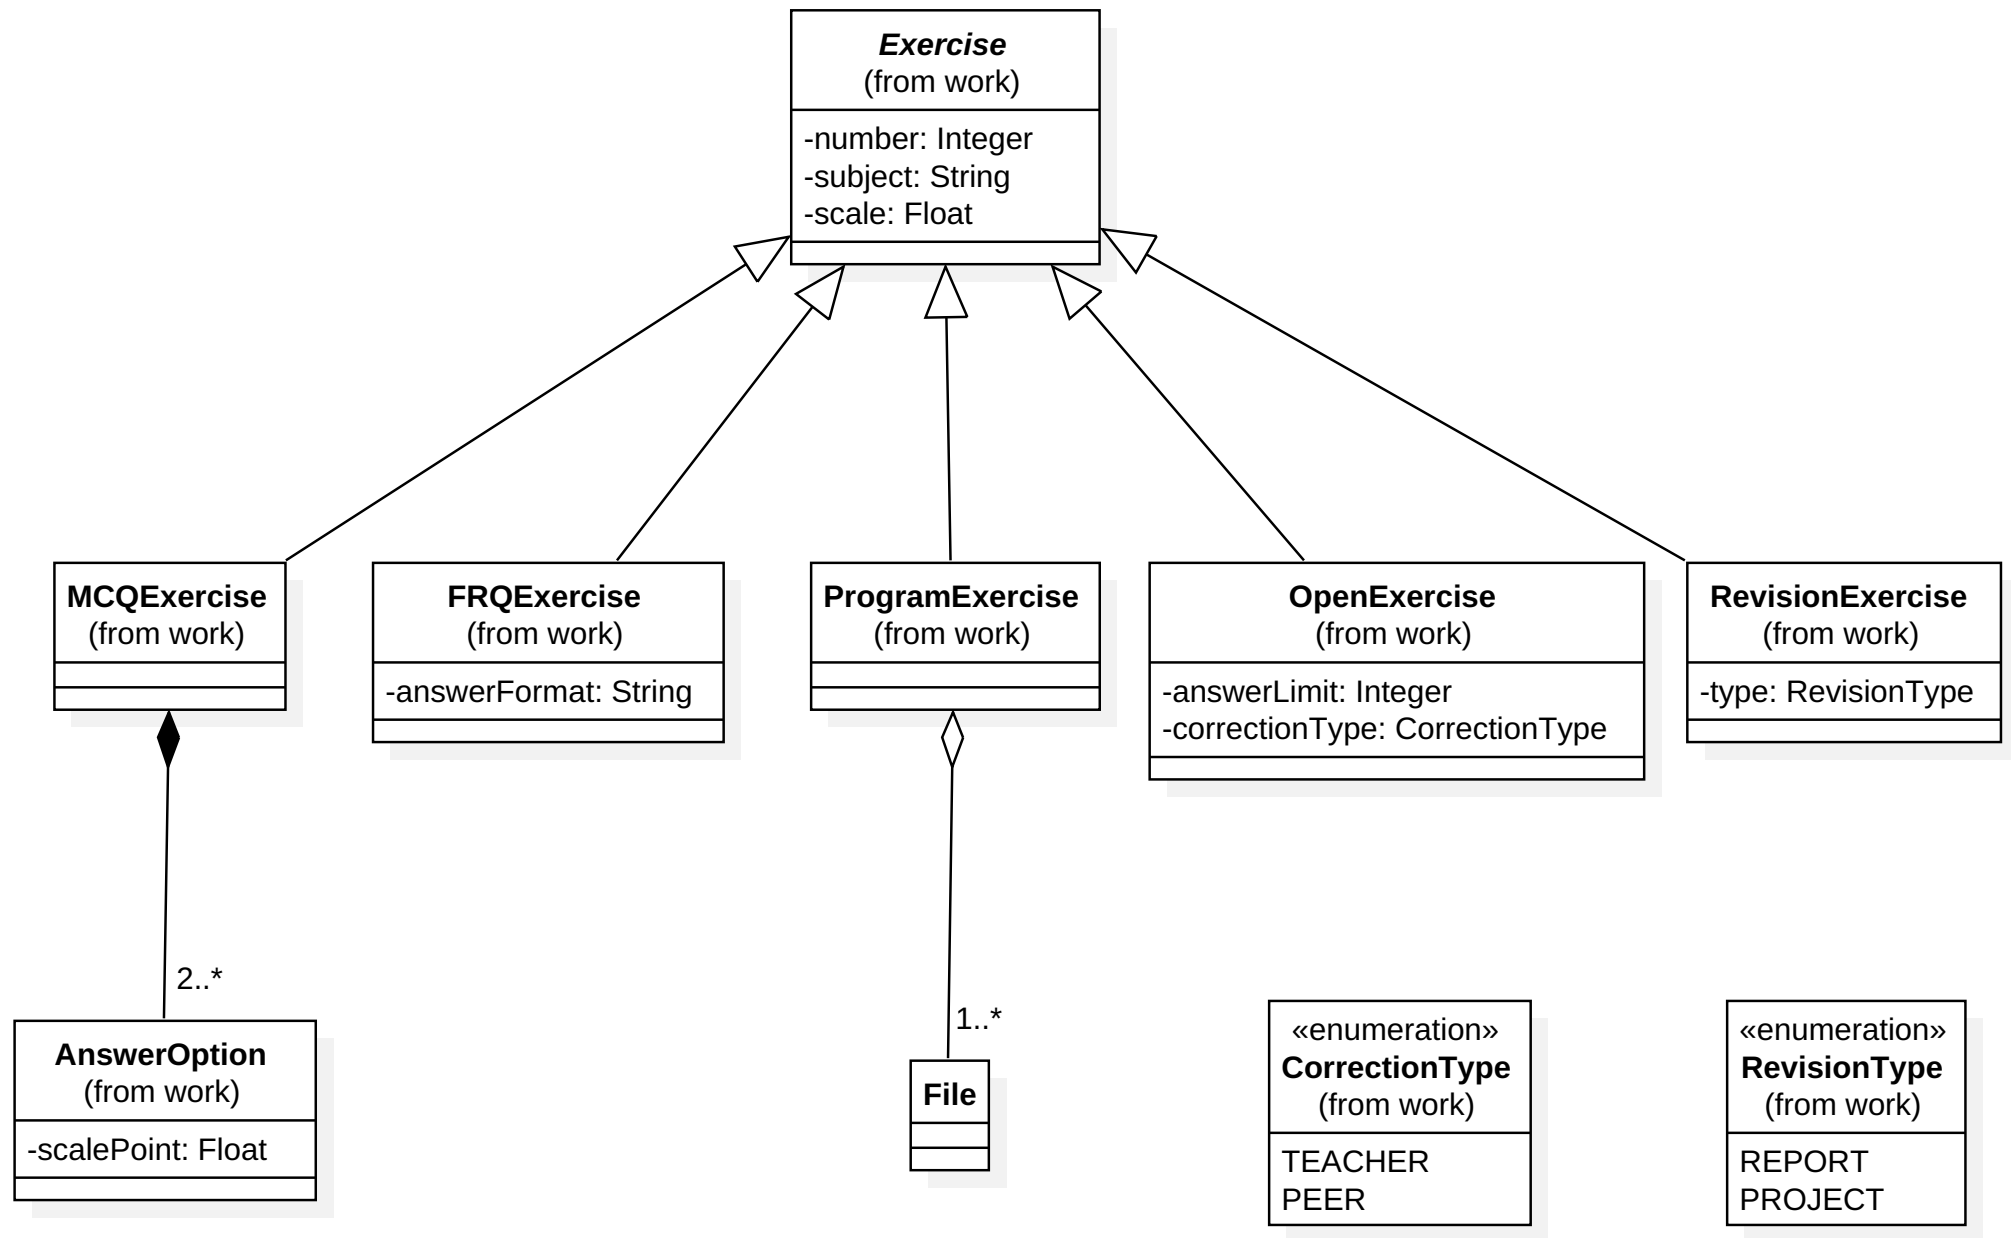 Exercise
(from work)
-number: Integer
-subject: String
-scale: Float
MCQExercise
(from work)
FRQExercise
(from work)
-answerFormat: String
ProgramExercise
(from work)
OpenExercise
(from work)
-answerLimit: Integer
-correctionType: CorrectionType
RevisionExercise
(from work)
-type: RevisionType
2..*
AnswerOption
(from work)
-scalePoint: Float
1..*
File
«enumeration»
CorrectionType
(from work)
TEACHER
PEER
«enumeration»
RevisionType
(from work)
REPORT
PROJECT